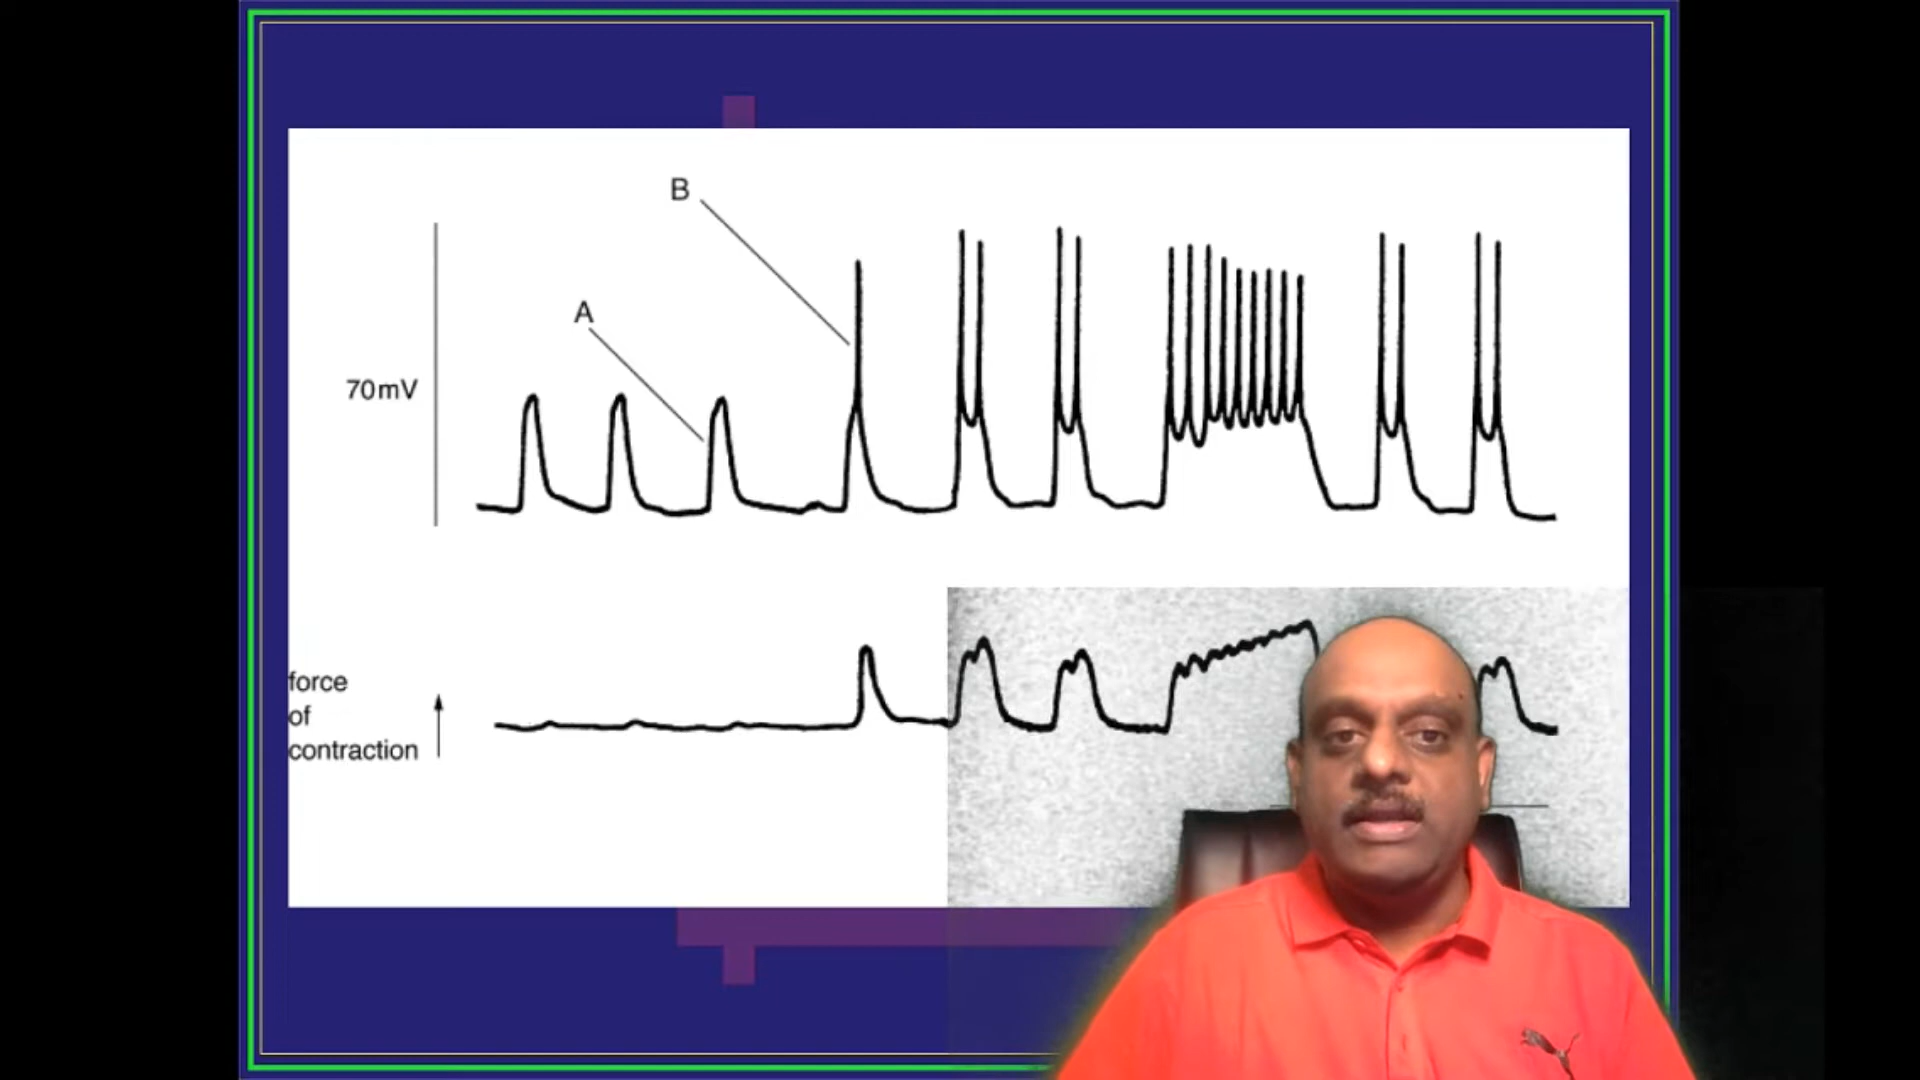 B
A
70mV
force
of
contraction